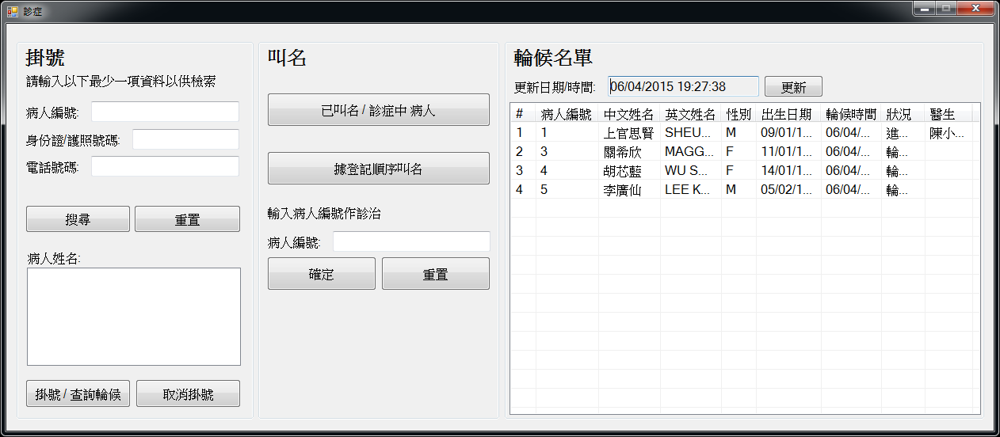 診症
掛號
請輸入以下最少一項資料以供檢索
病人編號:
身份證/護照號碼:
電話號碼:
搜尋 重置
病人姓名:
掛號 / 查詢輪候 取消掛號
叫名
已叫名 / 診症中 病人
據登記順序叫名
輸入病人編號作診治
病人編號:
確定 重置
輪候名單
更新日期/時間: 06/04/2015 19:27:38 更新
# 病人編號 中文姓名 英文姓名 性別 出生日期 輪候時間 狀況 醫生
1 1 上官思賢 SHEU... M 09/01/1... 06/04/... 進... 陳小...
2 3 關希欣 MAGG... F 11/01/1... 06/04/... 輪...
3 4 胡芯藍 WU S... F 14/01/1... 06/04/... 輪...
4 5 李廣仙 LEE K... M 05/02/1... 06/04/... 輪...